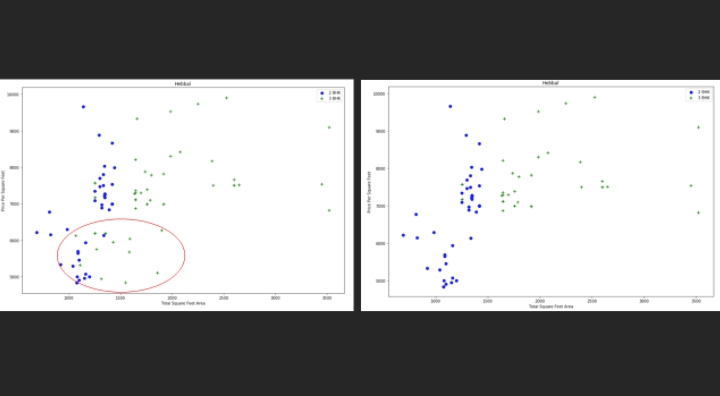 Hebbal
2 BHK
3 BHK
10000
9000
8000
7000
6000
5000
Price Per Square Feet
1000
1500
2000
2500
3000
3500
Total Square Feet Area
Hebbal
2 BHK
3 BHK
10000
9000
8000
7000
6000
5000
Price Per Square Feet
1000
1500
2000
2500
3000
3500
Total Square Feet Area